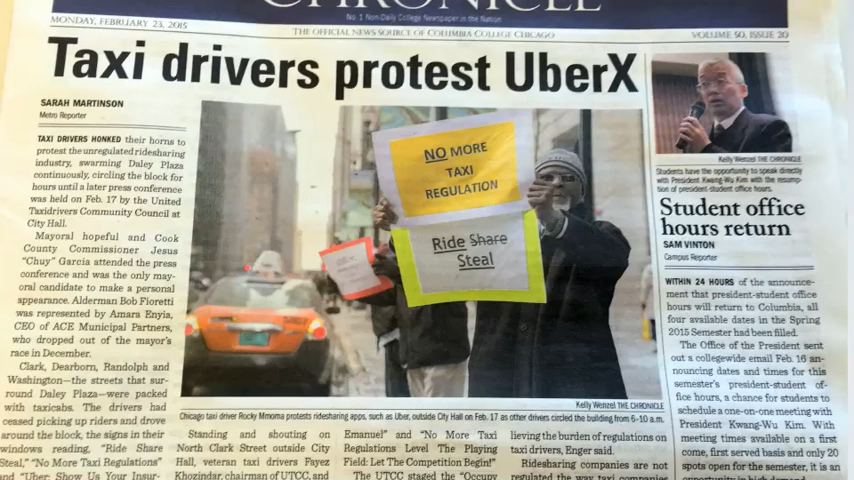 CHRONICLE
No 1 Non-Daily College Newspaper in the Nation
MONDAY, FEBRUARY 23, 2015
THE OFFICIAL NEWS SOURCE OF COLUMBIA COLLEGE CHICAGO
VOLUME 50, ISSUE 20
Taxi drivers protest UberX
SARAH MARTINSON
Metro Reporter
TAXI DRIVERS HONKED their horns to
protest the unregulated ridesharing
industry, swarming Daley Plaza
continuously, circling the block for
hours until a later press conference
was held on Feb. 17 by the United
Taxidrivers Community Council at
City Hall.
Mayoral hopeful and Cook
County Commissioner Jesus
"Chuy" Garcia attended the press
conference and was the only may-
oral candidate to make a personal
appearance. Alderman Bob Fioretti
was represented by Amara Enyia,
CEO of ACE Municipal Partners,
who dropped out of the mayor's
race in December.
Clark, Dearborn, Randolph and
Washington—the streets that sur-
round Daley Plaza—were packed
with taxicabs. The drivers had
ceased picking up riders and drove
around the block, the signs in their
windows reading, "Ride Share
Steal," "No More Taxi Regulations"
and "Uber: Show Us Your Insur-
NO MORE
TAXI
REGULATION
Ride Share
Steal
Kelly Wenzel THE CHRONICLE
Chicago taxi driver Rocky Mmoma protests ridesharing apps, such as Uber, outside City Hall on Feb. 17 as other drivers circled the building from 6-10 a.m.
Standing and shouting on
North Clark Street outside City
Hall, veteran taxi drivers Fayez
Khozindar, chairman of UTCC, and
Emanuel" and "No More Taxi
Regulations Level The Playing
Field: Let The Competition Begin!"
The UTCC staged the "Occupy
lieving the burden of regulations on
taxi drivers, Enger said.
Ridesharing companies are not
regulated the way taxi companies
Kelly Wenzel THE CHRONICLE
Students have the opportunity to speak directly
with President Kwang-Wu Kim with the resump-
tion of president-student office hours.
Student office
hours return
SAM VINTON
Campus Reporter
WITHIN 24 HOURS of the announce-
ment that president-student office
hours will return to Columbia, all
four available dates in the Spring
2015 Semester had been filled.
The Office of the President sent
out a collegewide email Feb. 16 an-
nouncing dates and times for this
semester's president-student of-
fice hours, a chance for students to
schedule a one-on-one meeting with
President Kwang-Wu Kim. With
meeting times available on a first
come, first served basis and only 20
spots open for the semester, it is an
opportunity in high demand